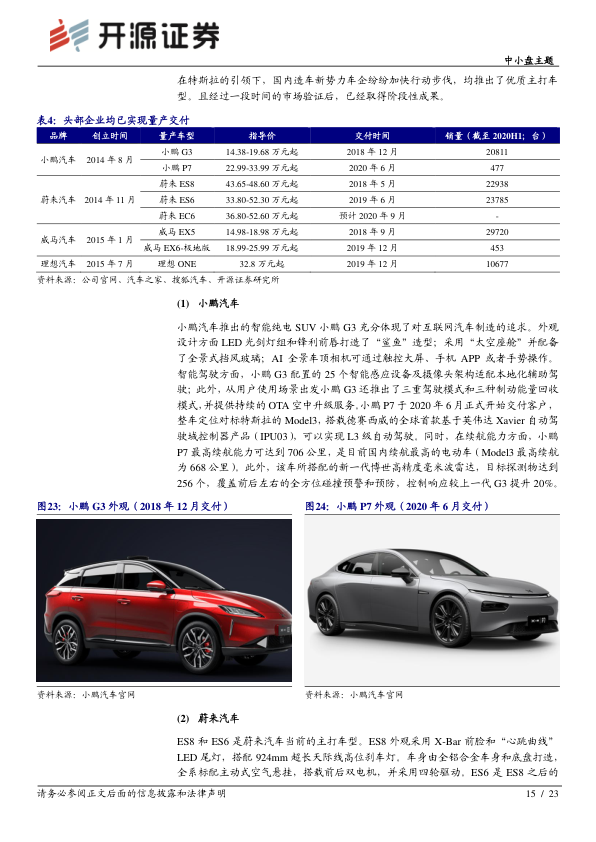 开源证券
中小盘主题
在特斯拉的引领下，国内造车新势力车企纷纷加快行动步伐，均推出了优质主打车
型。且经过一段时间的市场验证后，已经取得阶段性成果。
表4：头部企业均已实现量产交付
品牌 创立时间 量产车型 指导价 交付时间 销量（截至 2020H1；台）
小鹏汽车 2014 年 8 月 小鹏 G3 14.38-19.68 万元起 2018 年 12 月 20811
小鹏 P7 22.99-33.99 万元起 2020 年 6 月 477
蔚来汽车 2014 年 11 月 蔚来 ES8 43.65-48.60 万元起 2018 年 5 月 22938
蔚来 ES6 33.80-52.30 万元起 2019 年 6 月 23785
蔚来 EC6 36.80-52.60 万元起 预计 2020 年 9 月 -
威马汽车 2015 年 1 月 威马 EX5 14.98-18.98 万元起 2018 年 9 月 29720
威马 EX6-极地版 18.99-25.99 万元起 2019 年 12 月 453
理想汽车 2015 年 7 月 理想 ONE 32.8 万元起 2019 年 12 月 10677
资料来源：公司官网、汽车之家、搜狐汽车、开源证券研究所
(1) 小鹏汽车
小鹏汽车推出的智能纯电 SUV 小鹏 G3 充分体现了对互联网汽车制造的追求。外观
设计方面 LED 光剑灯组和锋利前唇打造了“鲨鱼”造型；采用“太空座舱”并配备
了全景式挡风玻璃；AI 全景车顶相机可通过触控大屏、手机 APP 或者手势操作。
智能驾驶方面，小鹏 G3 配置的 25 个智能感应设备及摄像头架构适配本地化辅助驾
驶；此外，从用户使用场景出发小鹏 G3 还推出了三重驾驶模式和三种制动能量回收
模式，并提供持续的 OTA 空中升级服务。小鹏 P7 于 2020 年 6 月正式开始交付客户，
整车定位对标特斯拉的 Model3，搭载德赛西威的全球首款基于英伟达 Xavier 自动驾
驶域控制器产品（IPU03），可以实现 L3 级自动驾驶。同时，在续航能力方面，小鹏
P7 最高续航能力可达到 706 公里，是目前国内续航最高的电动车（Model3 最高续航
为 668 公里）。此外，该车所搭配的新一代博世高精度毫米波雷达，目标探测物达到
256 个，覆盖前后左右的全方位碰撞预警和预防，控制响应较上一代 G3 提升 20%。
图23：小鹏 G3 外观（2018 年 12 月交付）
图24：小鹏 P7 外观（2020 年 6 月交付）
资料来源：小鹏汽车官网
资料来源：小鹏汽车官网
(2) 蔚来汽车
ES8 和 ES6 是蔚来汽车当前的主打车型。ES8 外观采用 X-Bar 前脸和“心跳曲线”
LED 尾灯，搭配 924mm 超长天际线高位刹车灯。车身由全铝合金车身和底盘打造，
全系标配主动式空气悬挂，搭载前后双电机，并采用四轮驱动。ES6 是 ES8 之后的
请务必参阅正文后面的信息披露和法律声明
15 / 23